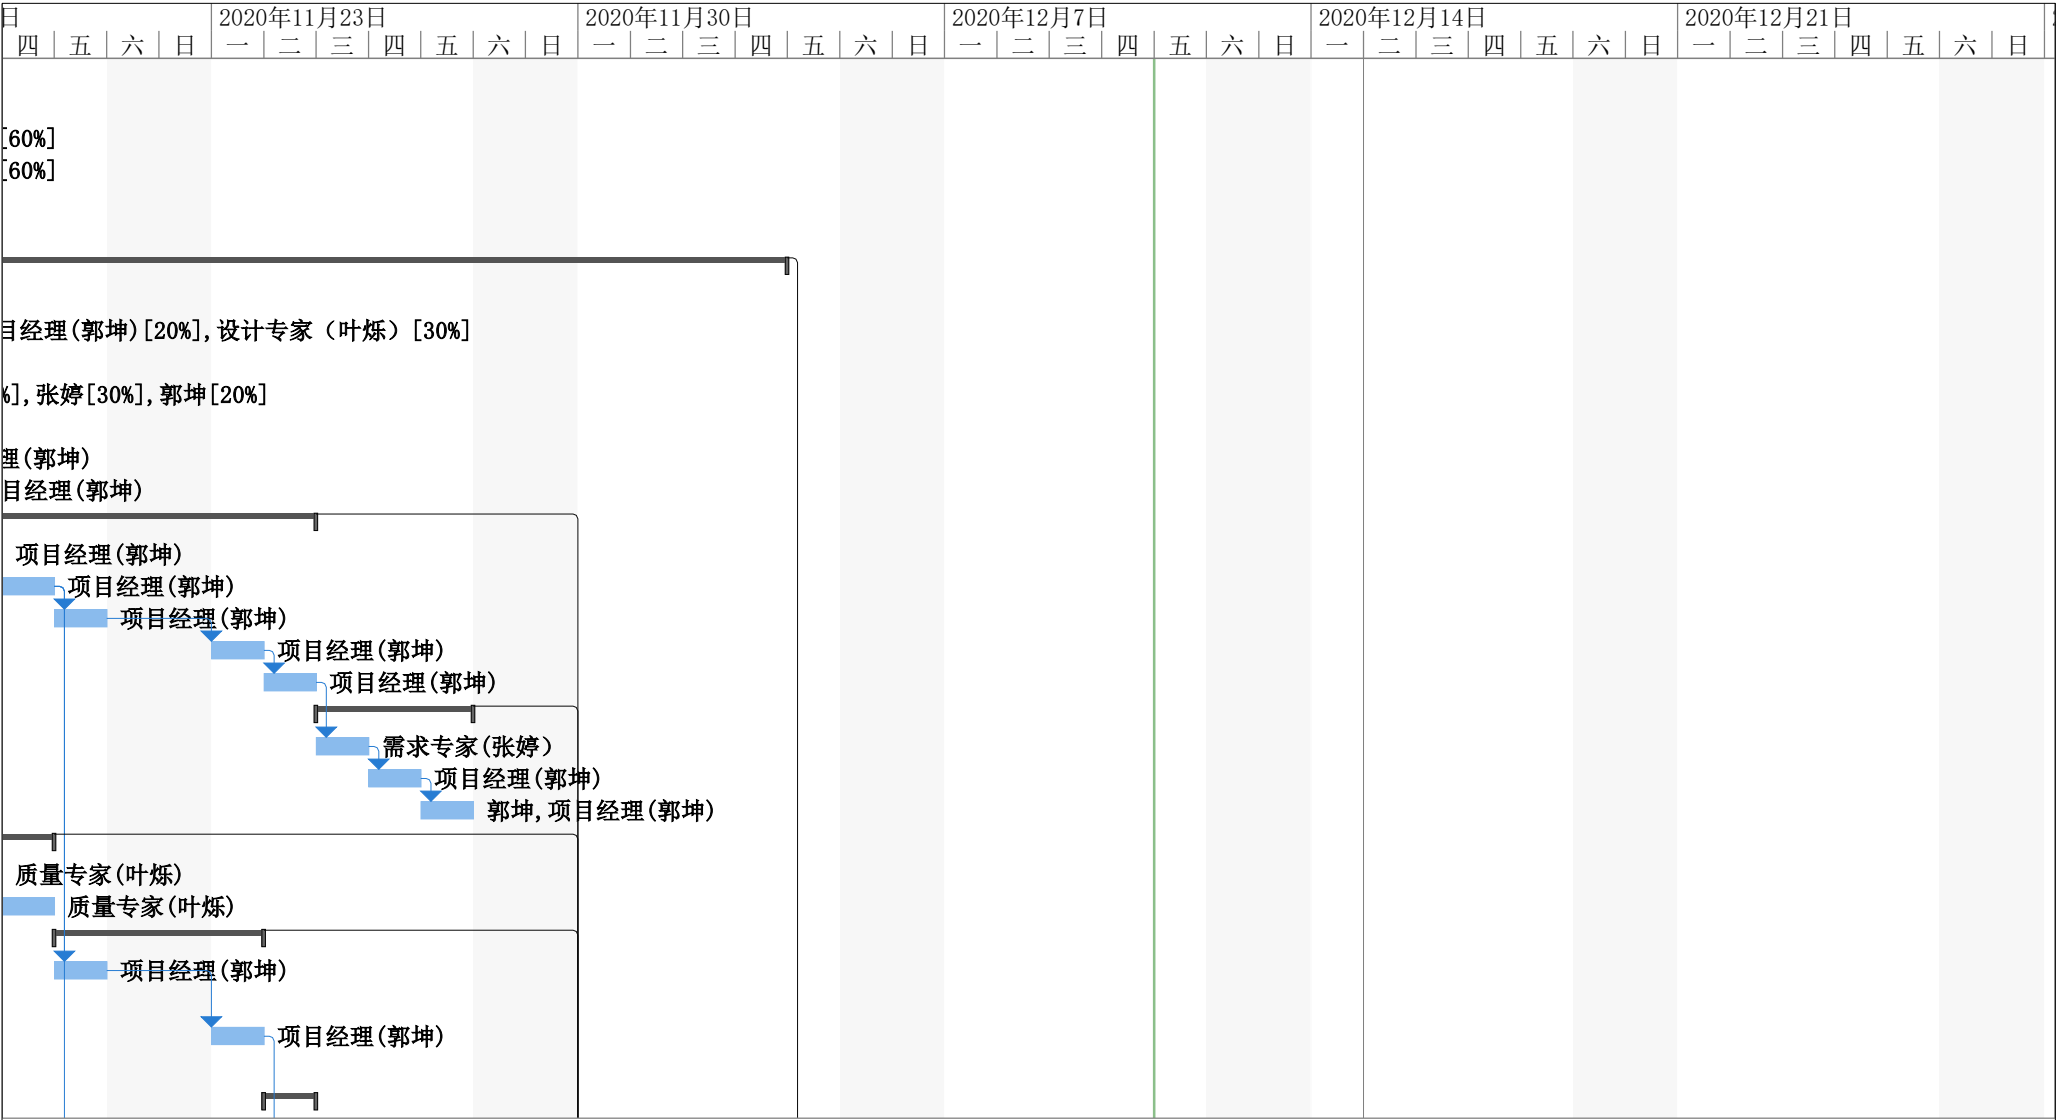 日 2020年11月23日 2020年11月30日 2020年12月7日 2020年12月14日 2020年12月21日
四 五 六 日 一 二 三 四 五 六 日 一 二 三 四 五 六 日 一 二 三 四 五 六 日 一 二 三 四 五 六 日 一 二 三 四 五 六 日
[60%]
[60%]
目经理(郭坤)[20%],设计专家（叶烁）[30%]
%],张婷[30%],郭坤[20%]
理(郭坤)
目经理(郭坤)
项目经理(郭坤)
项目经理(郭坤)
项目经理(郭坤)
项目经理(郭坤)
项目经理(郭坤)
需求专家(张婷）
项目经理(郭坤)
郭坤,项目经理(郭坤)
质量专家(叶烁)
质量专家(叶烁)
项目经理(郭坤)
项目经理(郭坤)